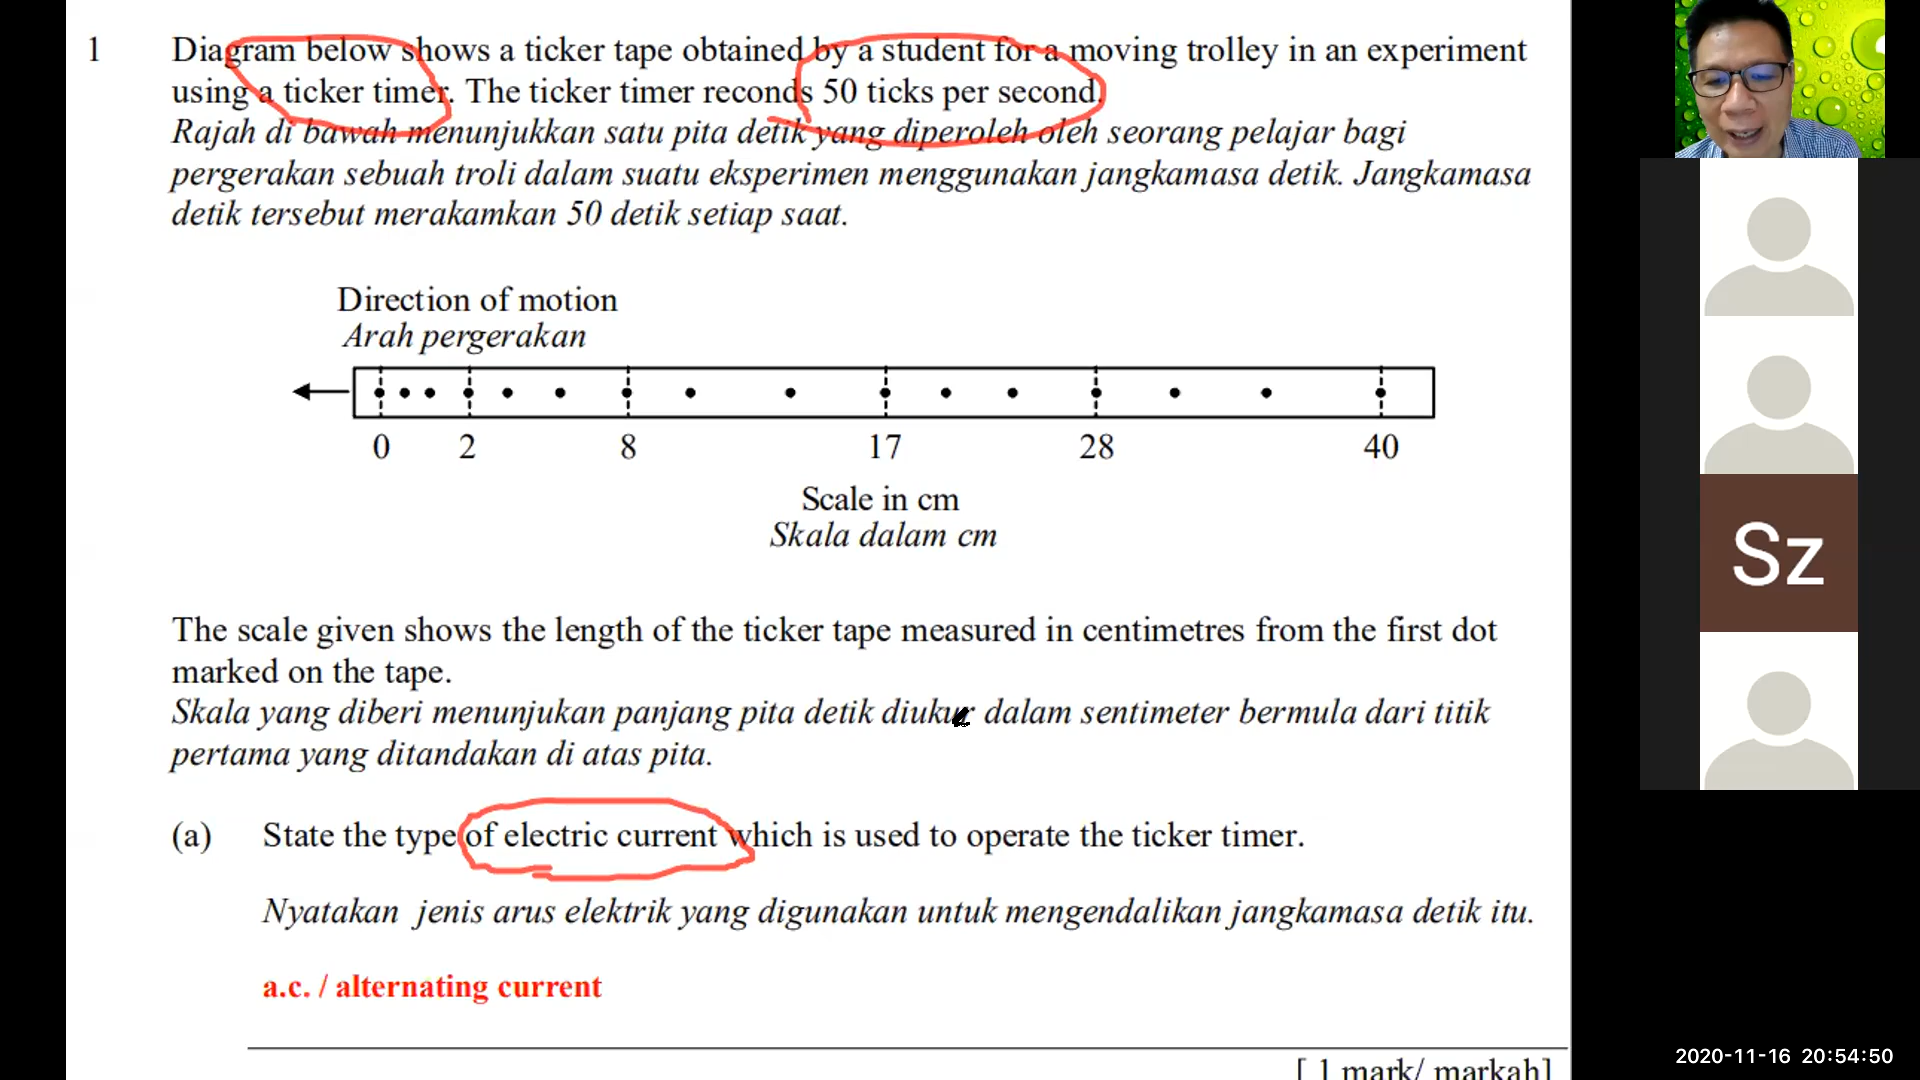 1 Diagram below shows a ticker tape obtained by a student for a moving trolley in an experiment
using a ticker timer. The ticker timer reconds 50 ticks per second.
Rajah di bawah menunjukkan satu pita detik yang diperoleh oleh seorang pelajar bagi
pergerakan sebuah troli dalam suatu eksperimen menggunakan jangkamasa detik. Jangkamasa
detik tersebut merakamkan 50 detik setiap saat.
Direction of motion
Arah pergerakan
0 2 8 17 28 40
Scale in cm
Skala dalam cm
The scale given shows the length of the ticker tape measured in centimetres from the first dot
marked on the tape.
Skala yang diberi menunjukan panjang pita detik diukur dalam sentimeter bermula dari titik
pertama yang ditandakan di atas pita.
(a) State the type of electric current which is used to operate the ticker timer.
Nyatakan jenis arus elektrik yang digunakan untuk mengendalikan jangkamasa detik itu.
a.c. / alternating current
[ 1 mark/ markah]
Sz
2020-11-16 20:54:50